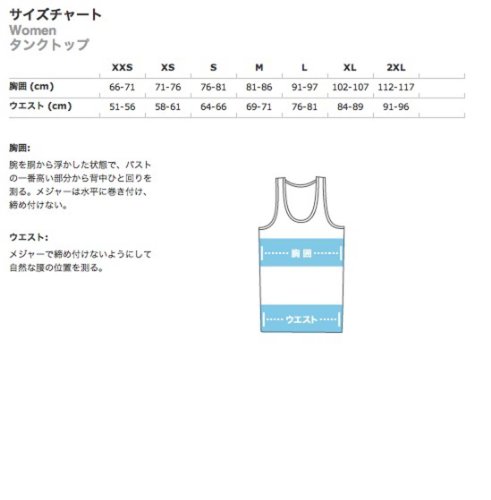 サイズチャート
Women
タンクトップ
XXS XS S M L XL 2XL
胸囲 (cm) 66-71 71-76 76-81 81-86 91-97 102-107 112-117
ウエスト (cm) 51-56 58-61 64-66 69-71 76-81 84-89 91-96
胸囲:
腕を胴から浮かした状態で、バスト
の一番高い部分から背中ひと回りを
測る。メジャーは水平に巻き付け、
締め付けない。
ウエスト:
メジャーで締め付けないようにして
自然な腰の位置を測る。
胸囲
ウエスト